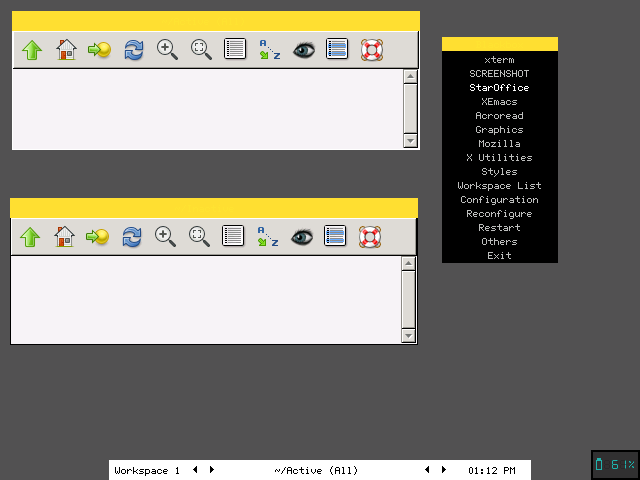 A
Z
xterm
SCREENSHOT
StarOffice
XEmacs
Acroread
Graphics
Mozilla
X Utilities
Styles
Workspace List
Configuration
Reconfigure
Restart
Others
Exit
A
Z
Workspace 1
~/Active (All)
01:12 PM
61%